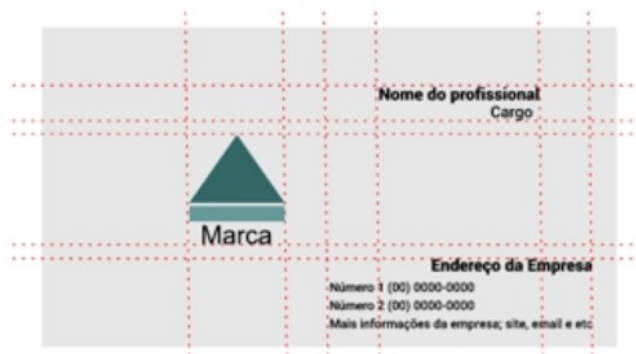 Nome do profissional
Cargo
Marca
Endereço da Empresa
Número 1 (00) 0000-0000
Número 2 (00) 0000-0000
Mais informações da empresa; site, email e etc